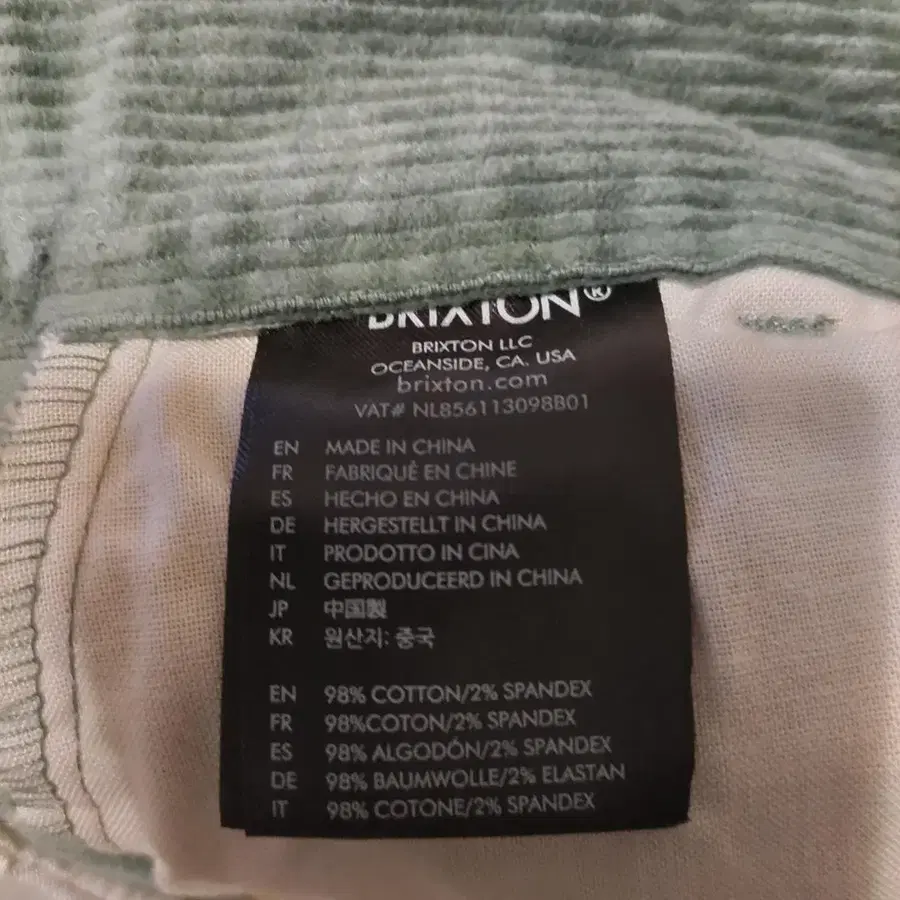 BRIXTON®
BRIXTON LLC
OCEANSIDE, CA. USA
brixton.com
VAT# NL856113098B01
EN MADE IN CHINA
FR FABRIQUÉ EN CHINE
ES HECHO EN CHINA
DE HERGESTELLT IN CHINA
IT PRODOTTO IN CINA
NL GEPRODUCEERD IN CHINA
JP 中国製
KR 원산지: 중국
EN 98% COTTON/2% SPANDEX
FR 98%COTON/2% SPANDEX
ES 98% ALGODÓN/2% SPANDEX
DE 98% BAUMWOLLE/2% ELASTAN
IT 98% COTONE/2% SPANDEX